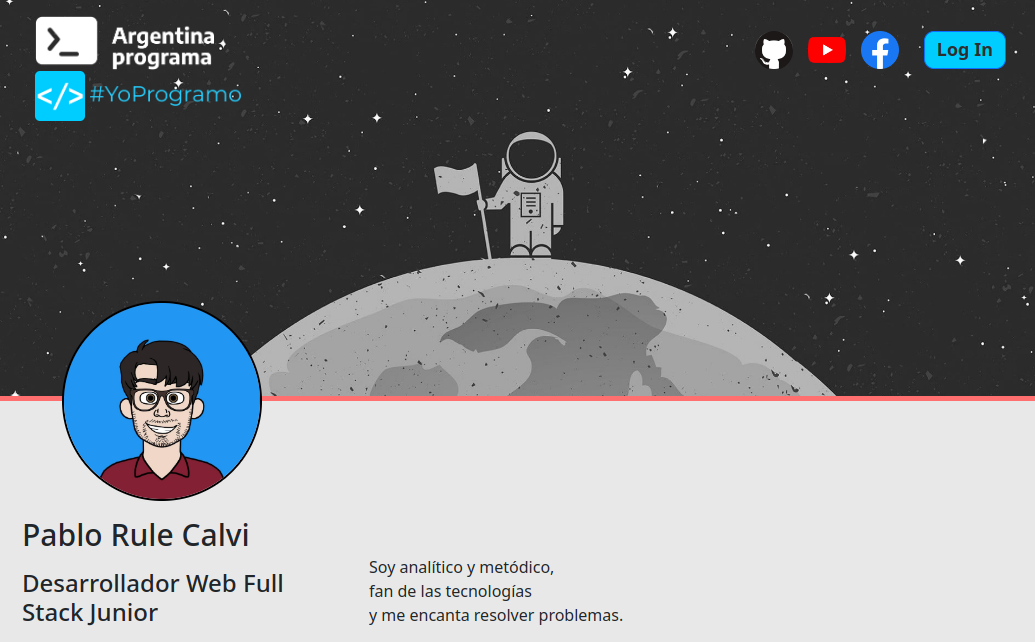 Argentina
programa
#YoProgramo
Log In
Pablo Rule Calvi
Desarrollador Web Full
Stack Junior
Soy analítico y metódico,
fan de las tecnologías
y me encanta resolver problemas.